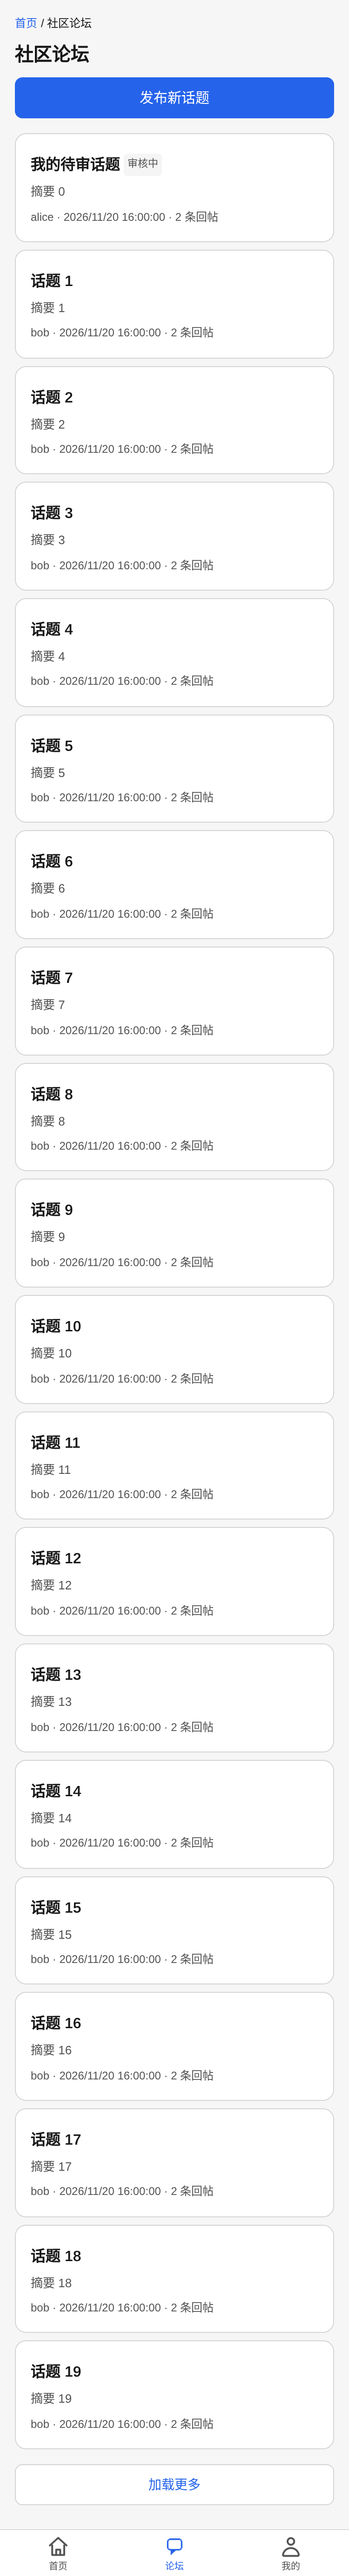 首页 / 社区论坛
社区论坛
发布新话题
我的待审话题 审核中
摘要 0
alice · 2026/11/20 16:00:00 · 2 条回帖
话题 1
摘要 1
bob · 2026/11/20 16:00:00 · 2 条回帖
话题 2
摘要 2
bob · 2026/11/20 16:00:00 · 2 条回帖
话题 3
摘要 3
bob · 2026/11/20 16:00:00 · 2 条回帖
话题 4
摘要 4
bob · 2026/11/20 16:00:00 · 2 条回帖
话题 5
摘要 5
bob · 2026/11/20 16:00:00 · 2 条回帖
话题 6
摘要 6
bob · 2026/11/20 16:00:00 · 2 条回帖
话题 7
摘要 7
bob · 2026/11/20 16:00:00 · 2 条回帖
话题 8
摘要 8
bob · 2026/11/20 16:00:00 · 2 条回帖
话题 9
摘要 9
bob · 2026/11/20 16:00:00 · 2 条回帖
话题 10
摘要 10
bob · 2026/11/20 16:00:00 · 2 条回帖
话题 11
摘要 11
bob · 2026/11/20 16:00:00 · 2 条回帖
话题 12
摘要 12
bob · 2026/11/20 16:00:00 · 2 条回帖
话题 13
摘要 13
bob · 2026/11/20 16:00:00 · 2 条回帖
话题 14
摘要 14
bob · 2026/11/20 16:00:00 · 2 条回帖
话题 15
摘要 15
bob · 2026/11/20 16:00:00 · 2 条回帖
话题 16
摘要 16
bob · 2026/11/20 16:00:00 · 2 条回帖
话题 17
摘要 17
bob · 2026/11/20 16:00:00 · 2 条回帖
话题 18
摘要 18
bob · 2026/11/20 16:00:00 · 2 条回帖
话题 19
摘要 19
bob · 2026/11/20 16:00:00 · 2 条回帖
加载更多
首页 论坛 我的